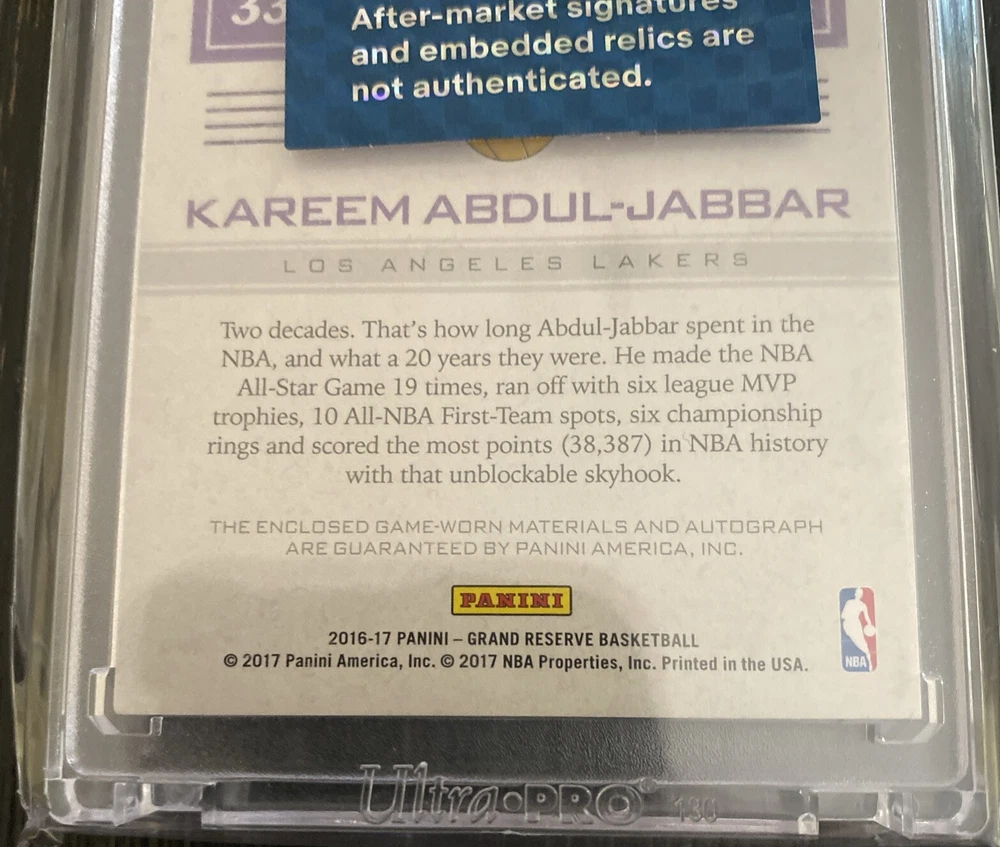 33
After-market signatures
and embedded relics are
not authenticated.
KAREEM ABDUL-JABBAR
LOS ANGELES LAKERS
Two decades. That's how long Abdul-Jabbar spent in the
NBA, and what a 20 years they were. He made the NBA
All-Star Game 19 times, ran off with six league MVP
trophies, 10 All-NBA First-Team spots, six championship
rings and scored the most points (38,387) in NBA history
with that unblockable skyhook.
THE ENCLOSED GAME-WORN MATERIALS AND AUTOGRAPH
ARE GUARANTEED BY PANINI AMERICA, INC.
PANINI
2016-17 PANINI – GRAND RESERVE BASKETBALL
© 2017 Panini America, Inc. © 2017 NBA Properties, Inc. Printed in the USA.
NBA
Ultra•PRO® 130